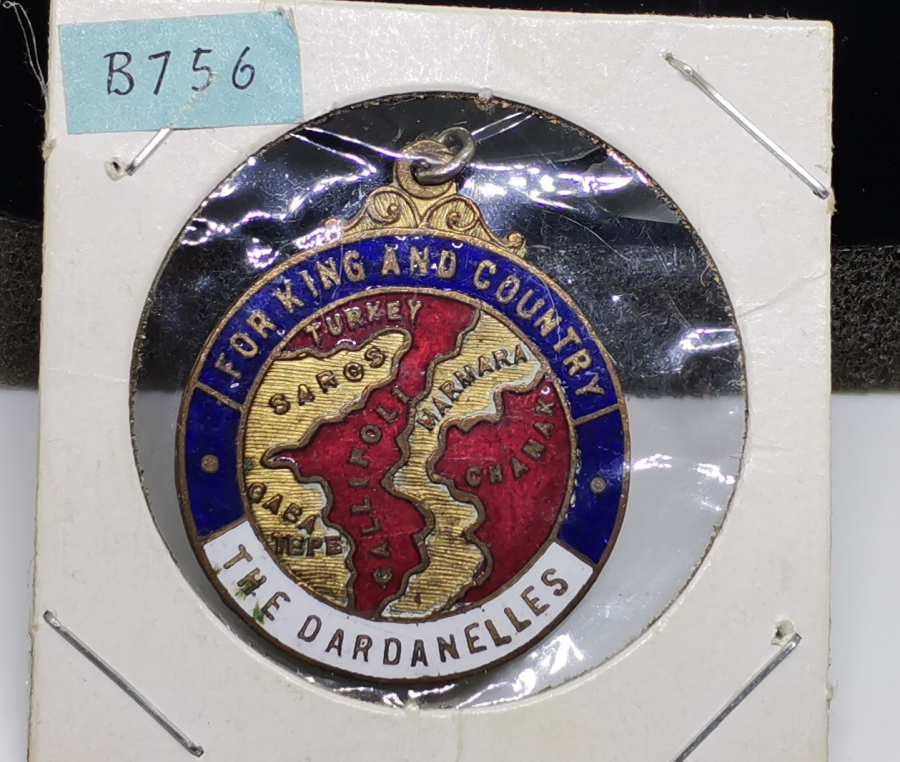 B756
FOR KING AND COUNTRY
TURKEY
SAROS
MARMARA
GALLIPOLI
CHANAK
GABA
TEPE
THE DARDANELLES